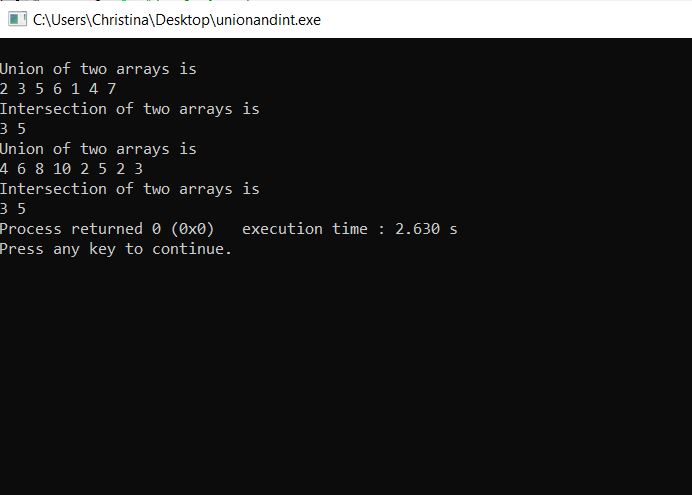 C:\Users\Christina\Desktop\unionandint.exe
Union of two arrays is
2 3 5 6 1 4 7
Intersection of two arrays is
3 5
Union of two arrays is
4 6 8 10 2 5 2 3
Intersection of two arrays is
3 5
Process returned 0 (0x0)   execution time : 2.630 s
Press any key to continue.